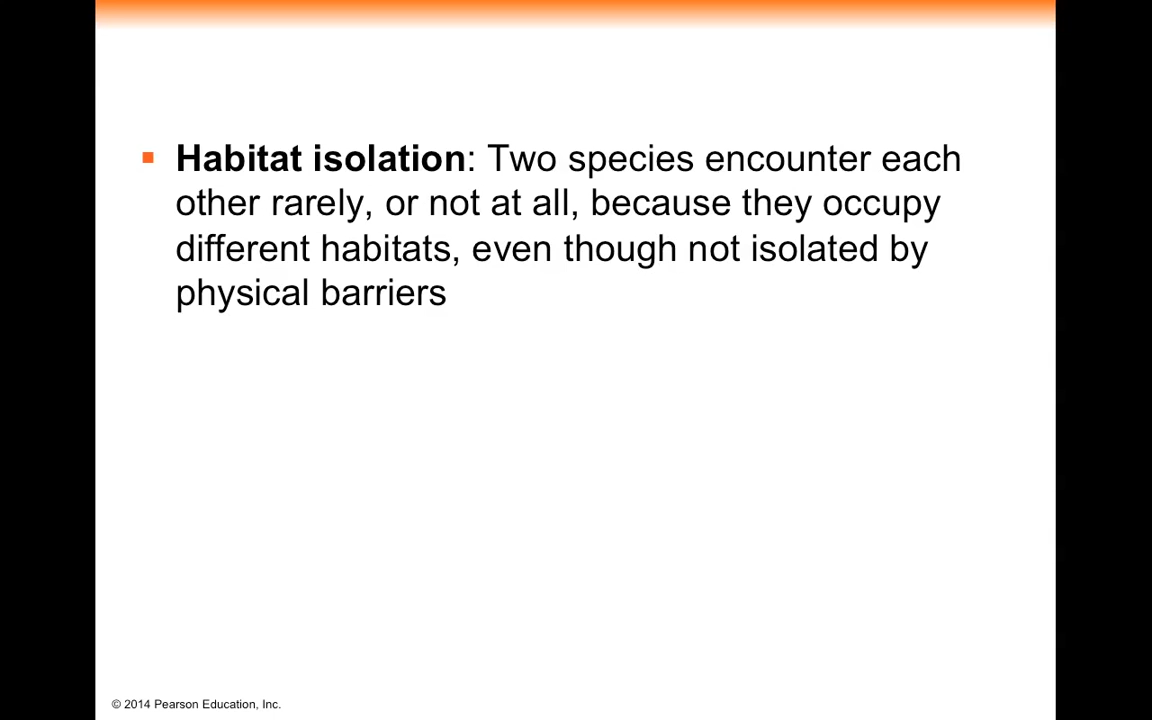 Habitat isolation: Two species encounter each
other rarely, or not at all, because they occupy
different habitats, even though not isolated by
physical barriers
© 2014 Pearson Education, Inc.